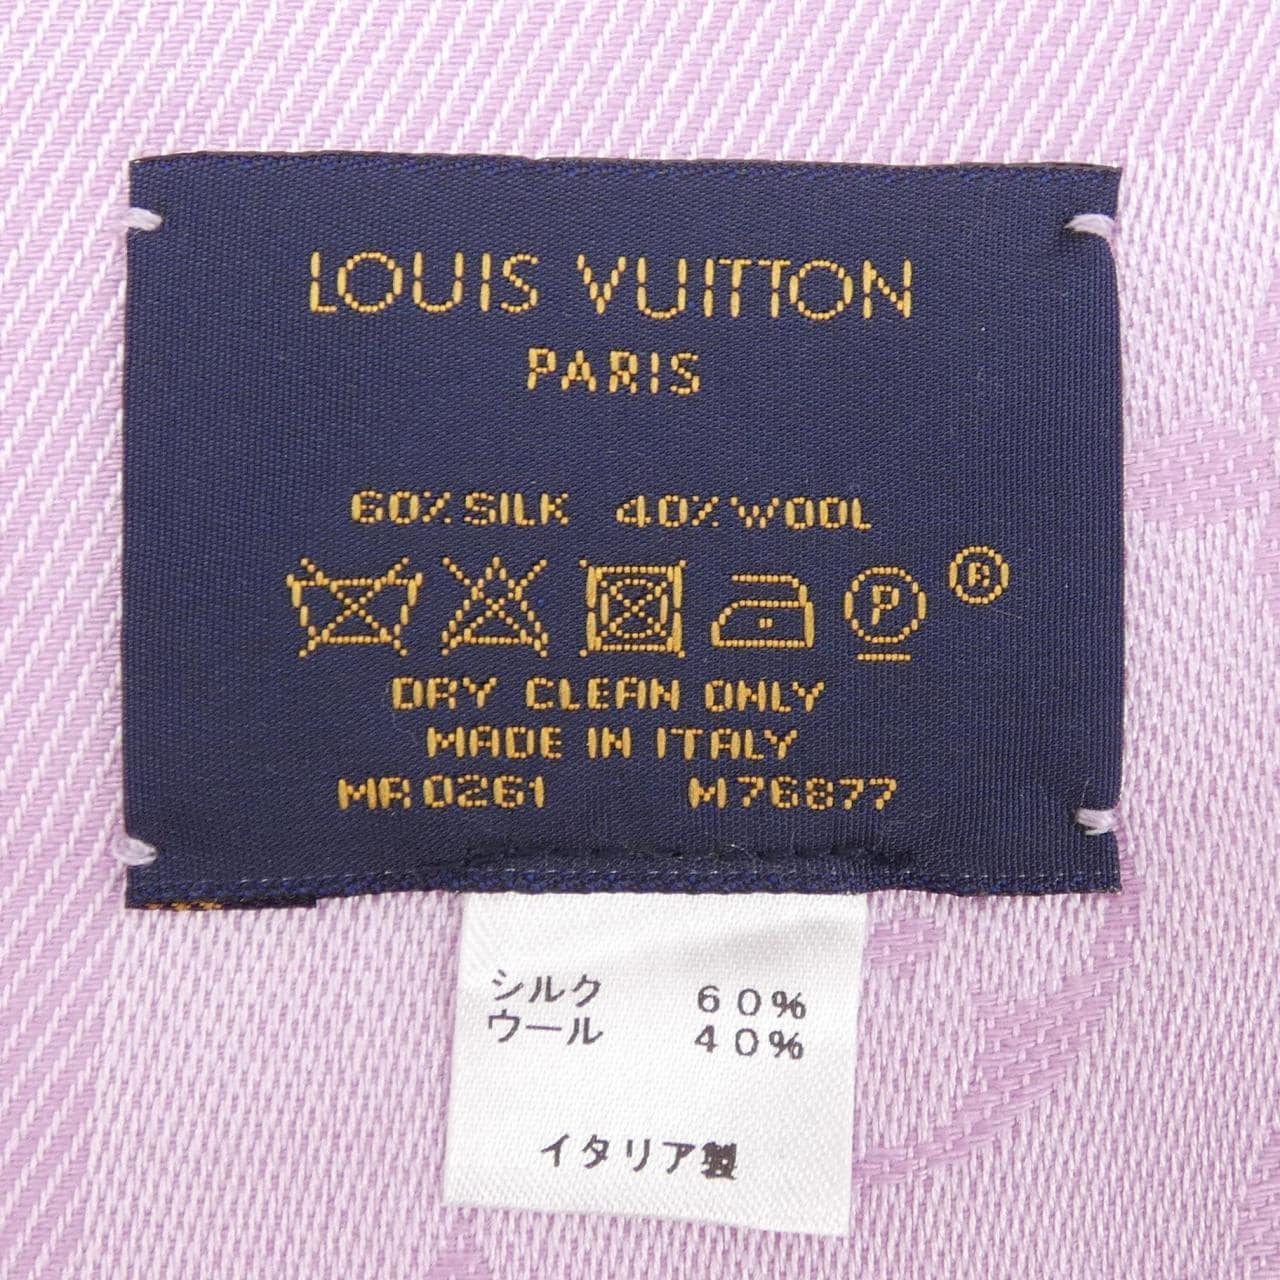 LOUIS VUITTON
PARIS
60% SILK 40% WOOL
P ®
DRY CLEAN ONLY
MADE IN ITALY
MR0261 M76877
シルク 60%
ウール 40%
イタリア製